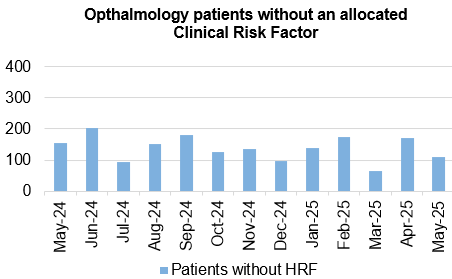 Opthalmology patients without an allocated
Clinical Risk Factor
400
300
200
100
0
May-24
Jun-24
Jul-24
Aug-24
Sep-24
Oct-24
Nov-24
Dec-24
Jan-25
Feb-25
Mar-25
Apr-25
May-25
Patients without HRF